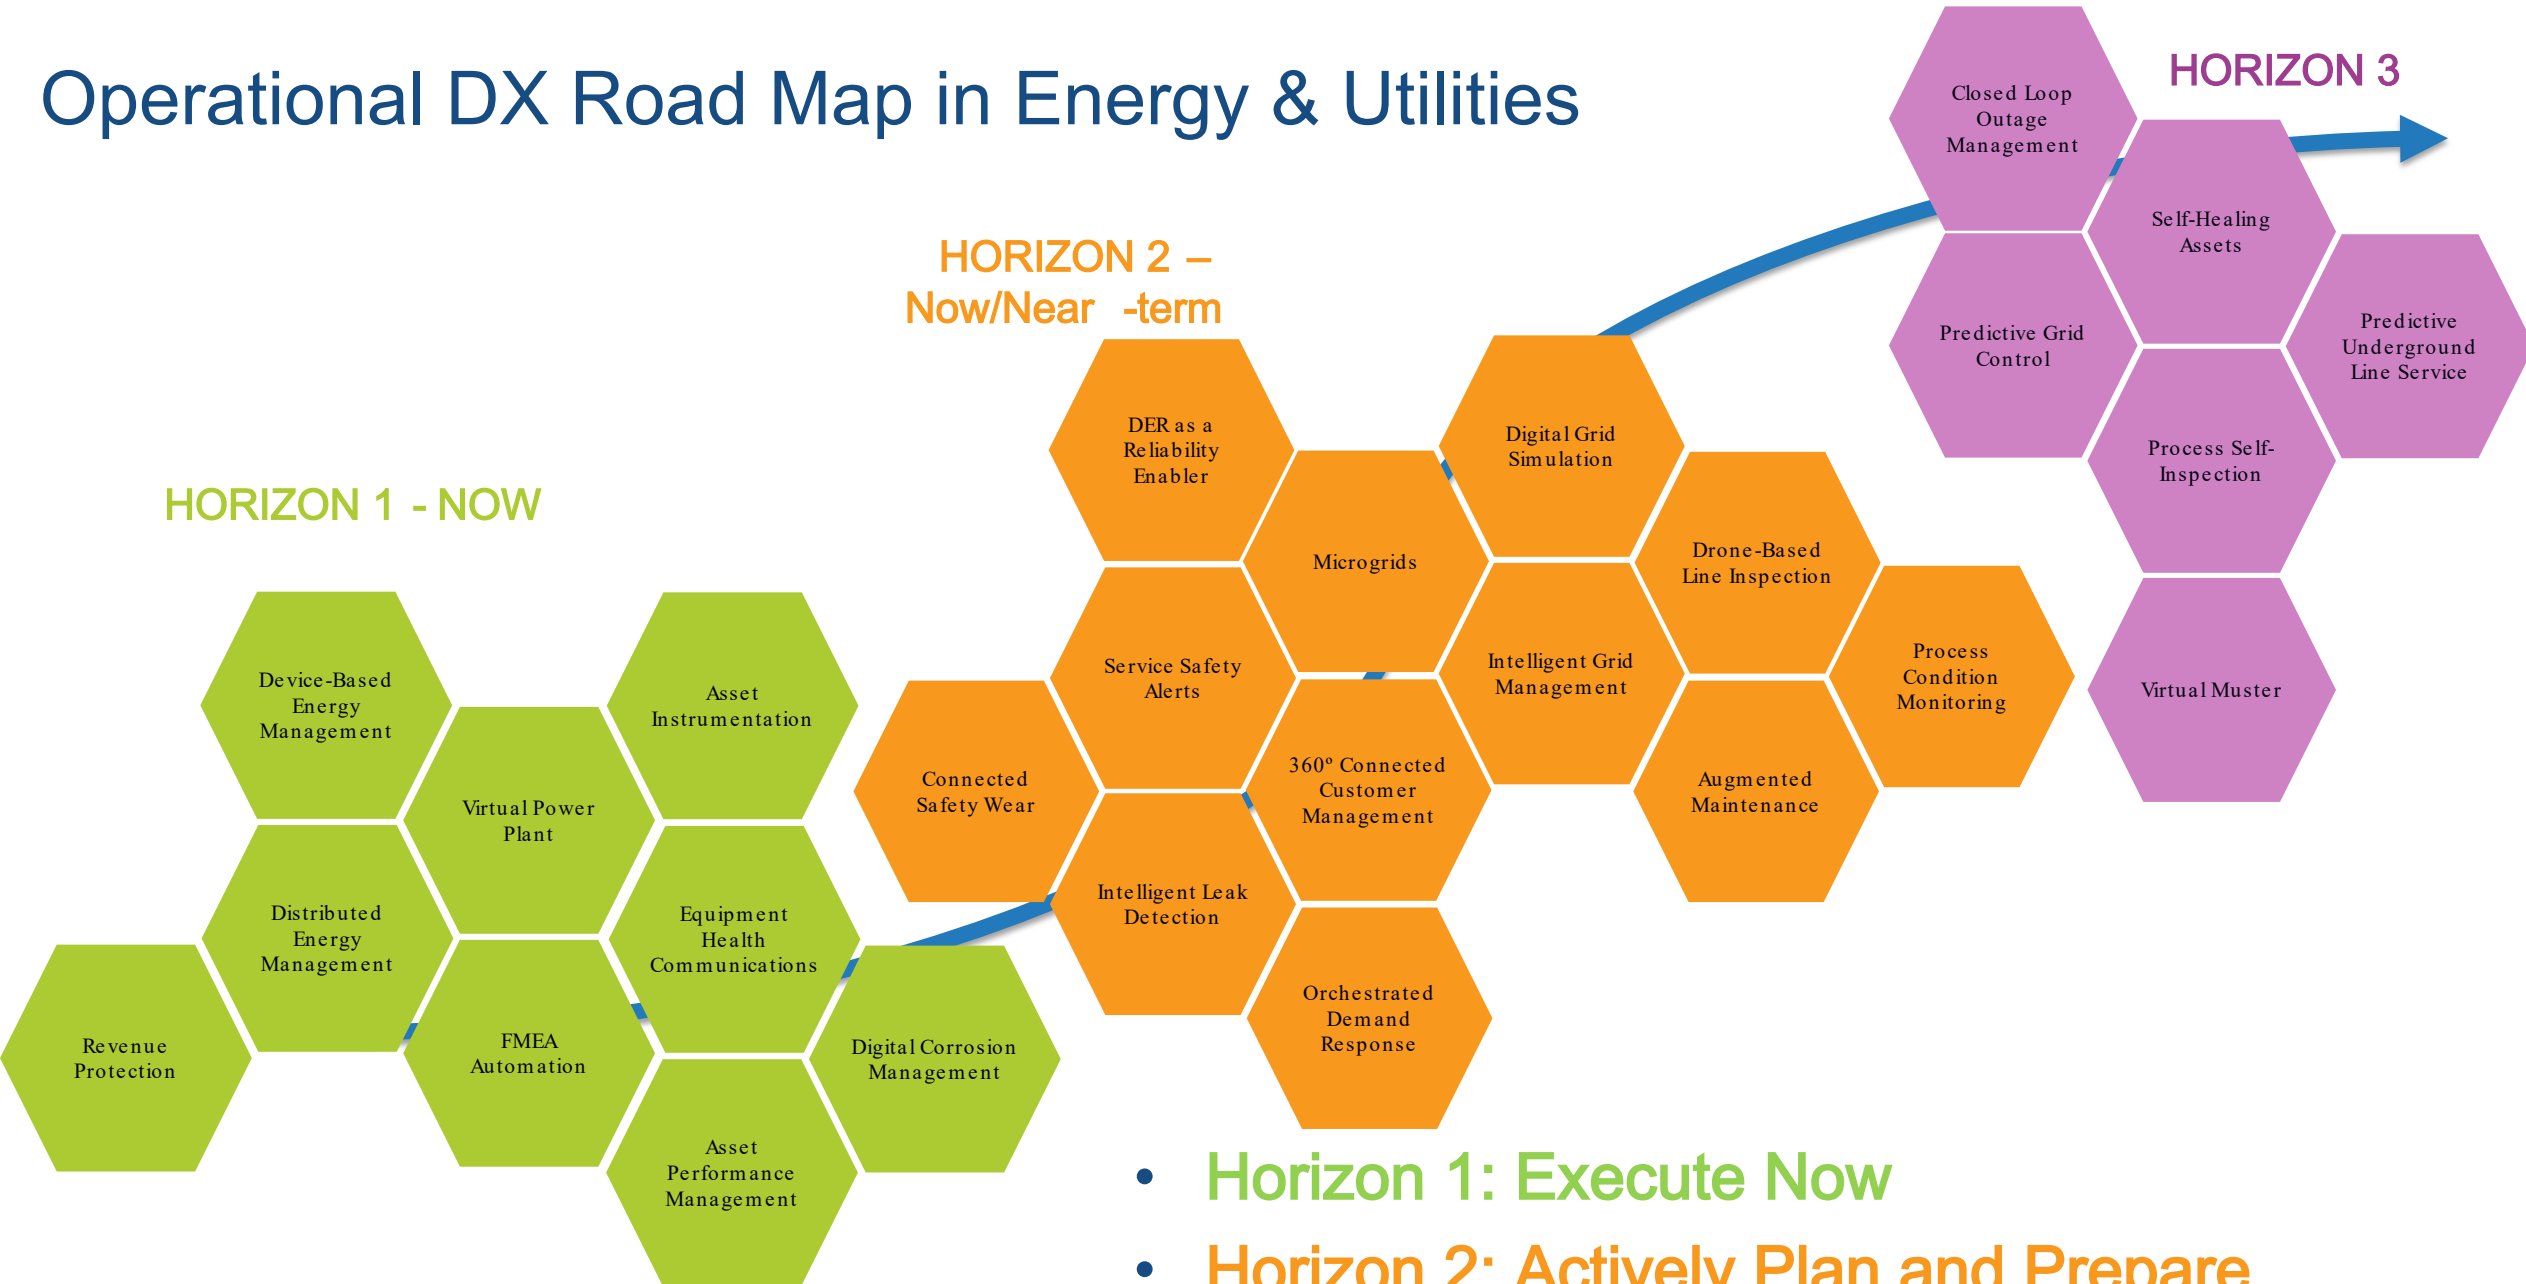 Operational DX Road Map in Energy & Utilities
HORIZON 1 - NOW
Device-Based
Energy
Management
Asset
Instrumentation
Virtual Power
Plant
Distributed
Energy
Management
Equipment
Health
Communications
Revenue
Protection
FMEA
Automation
Digital Corrosion
Management
Asset
Performance
Management
HORIZON 2 –
Now/Near -term
DER as a
Reliability
Enabler
Digital Grid
Simulation
Microgrids
Drone-Based
Line Inspection
Service Safety
Alerts
Intelligent Grid
Management
Process
Condition
Monitoring
Connected
Safety Wear
360º Connected
Customer
Management
Augmented
Maintenance
Intelligent Leak
Detection
Orchestrated
Demand
Response
HORIZON 3
Closed Loop
Outage
Management
Self-Healing
Assets
Predictive Grid
Control
Predictive
Underground
Line Service
Process Self-
Inspection
Virtual Muster
• Horizon 1: Execute Now
• Horizon 2: Actively Plan and Prepare